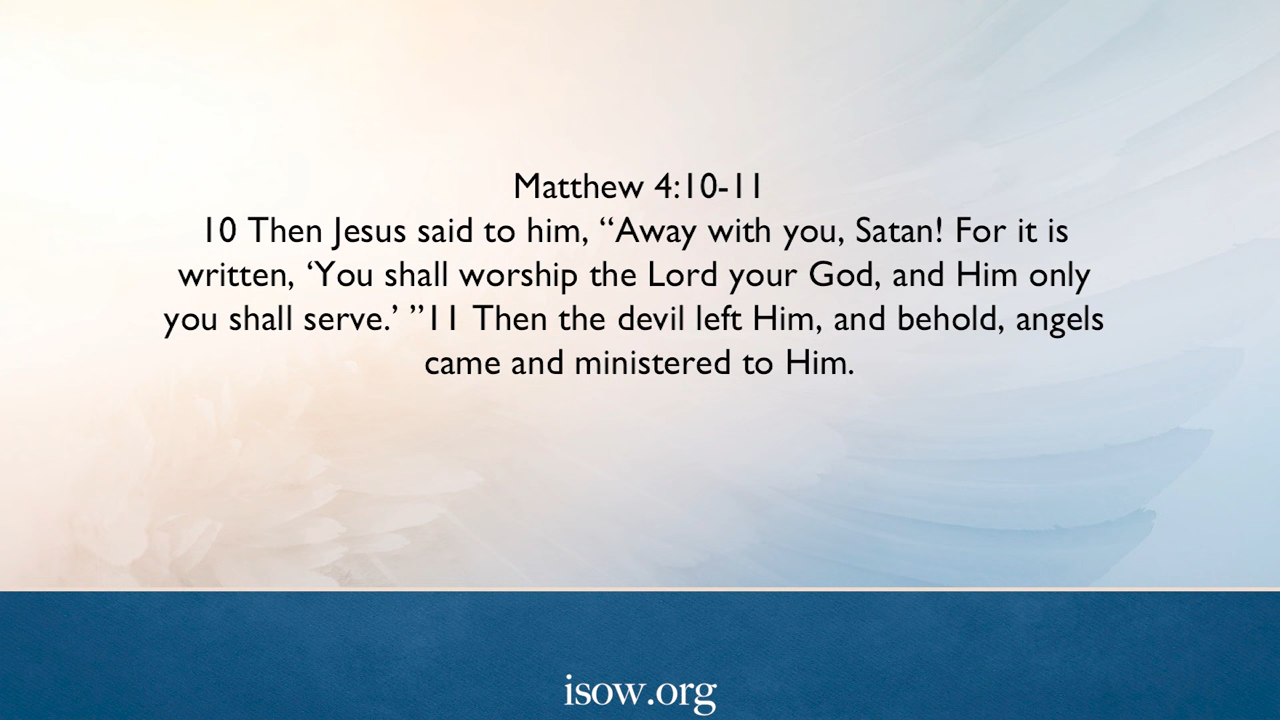 Matthew 4:10-11
10 Then Jesus said to him, “Away with you, Satan! For it is
written, ‘You shall worship the Lord your God, and Him only
you shall serve.’ ”11 Then the devil left Him, and behold, angels
came and ministered to Him.
isow.org